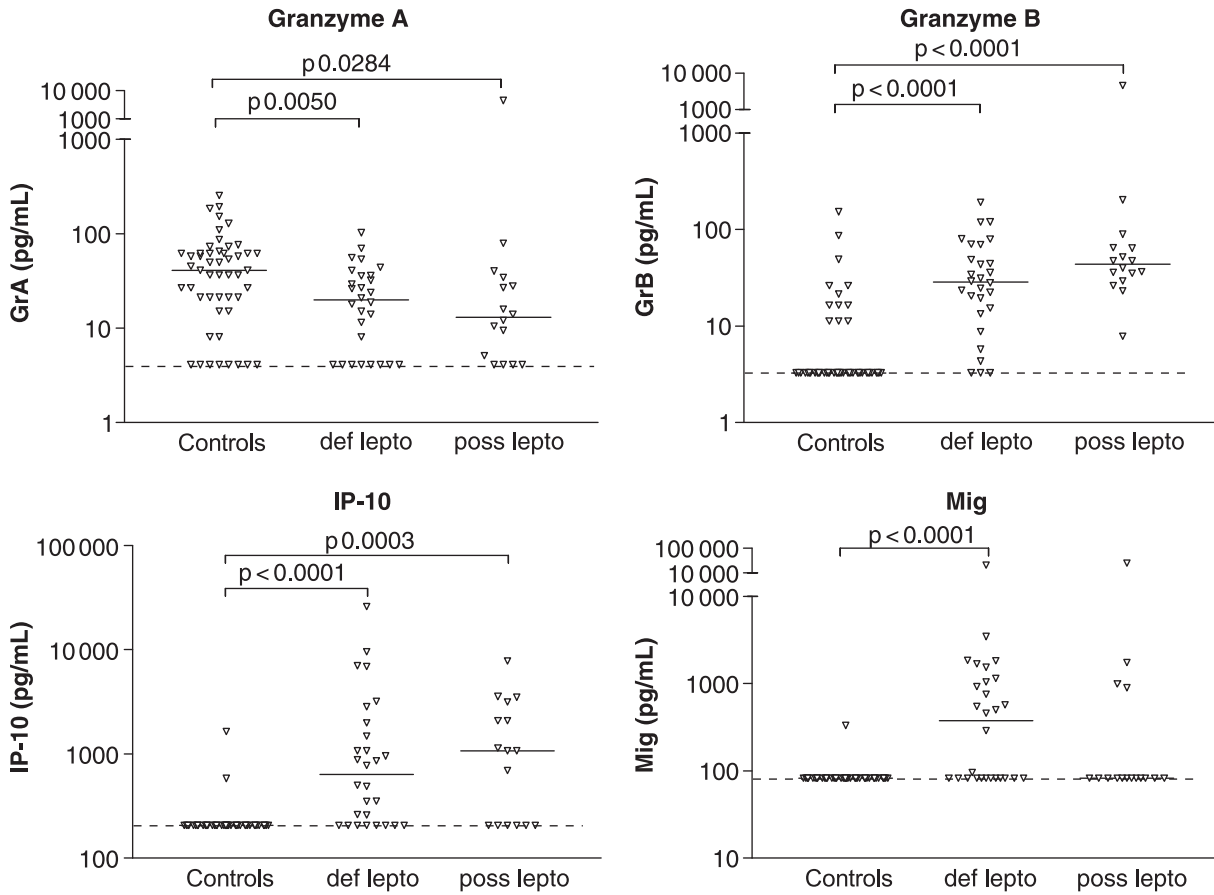 Granzyme A
p 0.0284
p 0.0050
10 000
1000
1000
100
10
1
GrA (pg/mL)
Controls def lepto poss lepto
Granzyme B
p < 0.0001
p < 0.0001
10 000
1000
1000
100
10
1
GrB (pg/mL)
Controls def lepto poss lepto
IP-10
p 0.0003
p < 0.0001
100 000
10 000
1000
100
IP-10 (pg/mL)
Controls def lepto poss lepto
Mig
p < 0.0001
100 000
10 000
10 000
1000
100
10
Mig (pg/mL)
Controls def lepto poss lepto